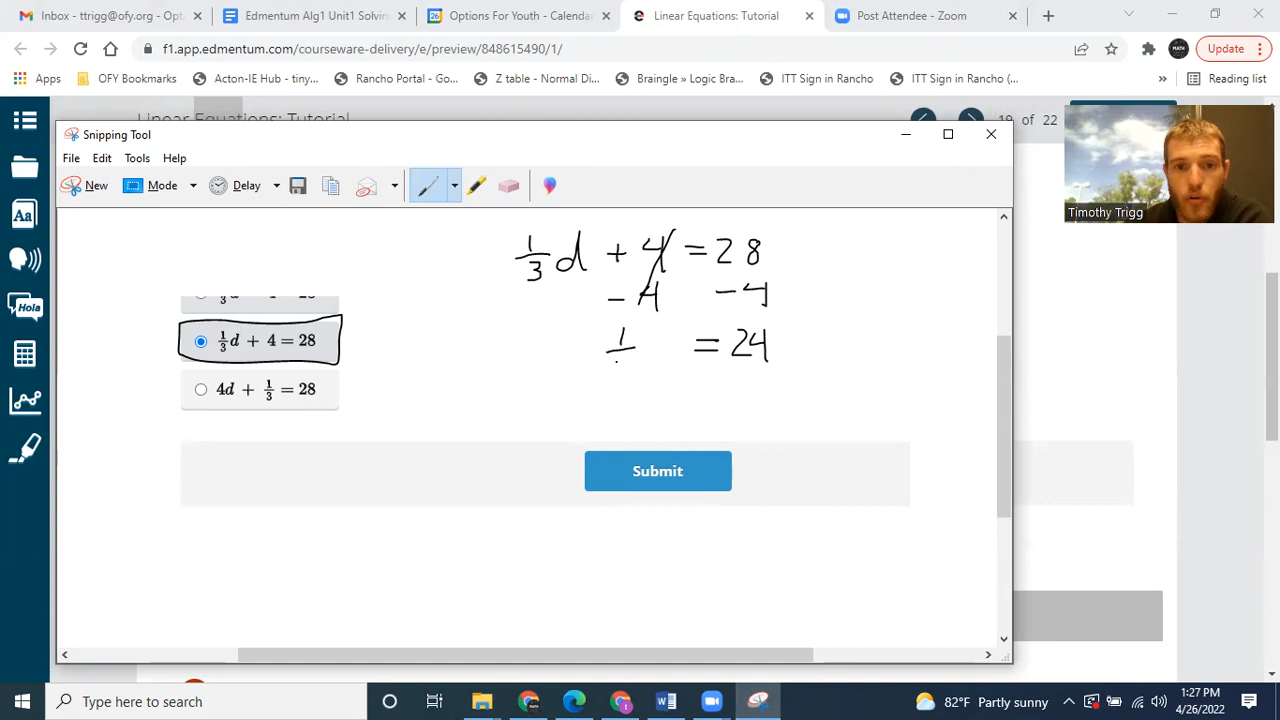 Inbox - ttrigg@ofy.org - O
Edmentum Alg1 Unit1 Solvin
Options For Youth - Calenda
Linear Equations: Tutorial
Post Attendee - Zoom
f1.app.edmentum.com/courseware-delivery/e/preview/848615490/1/
Update
Apps
OFY Bookmarks
Acton-IE Hub - tiny...
Rancho Portal - Go...
Z table - Normal Di...
Braingle » Logic Bra...
ITT Sign in Rancho
ITT Sign in Rancho (...
»
Reading list
Linear Equations: Tutorial
19 of 22
Snipping Tool
File Edit Tools Help
New Mode Delay
Timothy Trigg
Aa
Hola
1/3 d + 4 = 28
- 4 - 4
1 = 24
1/3 d + 4 = 28
4d + 1/3 = 28
Submit
Type here to search
82°F Partly sunny
1:27 PM
4/26/2022